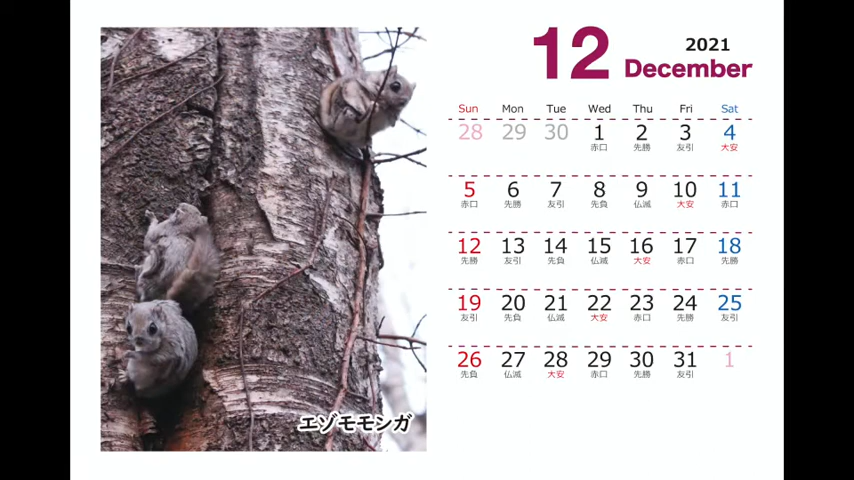 12
2021
December
Sun Mon Tue Wed Thu Fri Sat
28 29 30 1 2 3 4
赤口 先勝 友引 大安
5 6 7 8 9 10 11
赤口 先勝 友引 先負 仏滅 大安 赤口
12 13 14 15 16 17 18
先勝 友引 先負 仏滅 大安 赤口 先勝
19 20 21 22 23 24 25
友引 先負 仏滅 大安 赤口 先勝 友引
26 27 28 29 30 31 1
先負 仏滅 大安 赤口 先勝 友引
エゾモモンガ